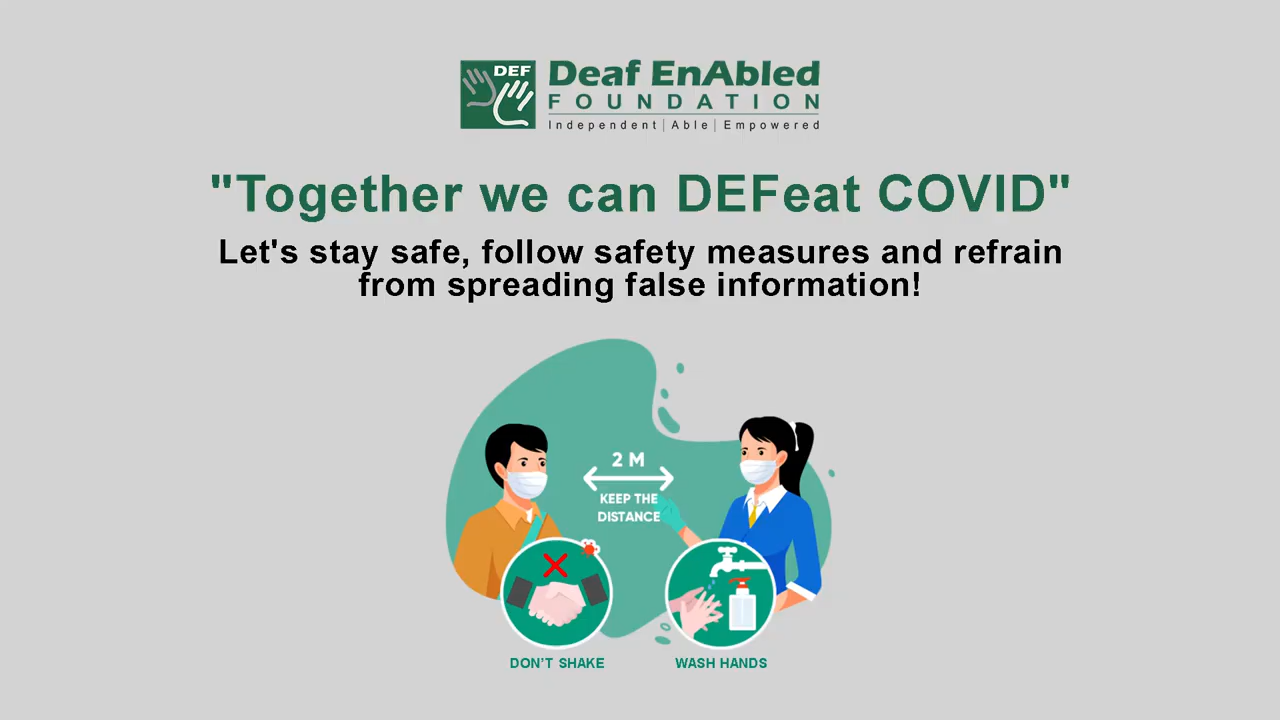 DEF
Deaf EnAbled
FOUNDATION
Independent | Able | Empowered
"Together we can DEFeat COVID"
Let's stay safe, follow safety measures and refrain
from spreading false information!
2 M
KEEP THE
DISTANCE
DON'T SHAKE
WASH HANDS